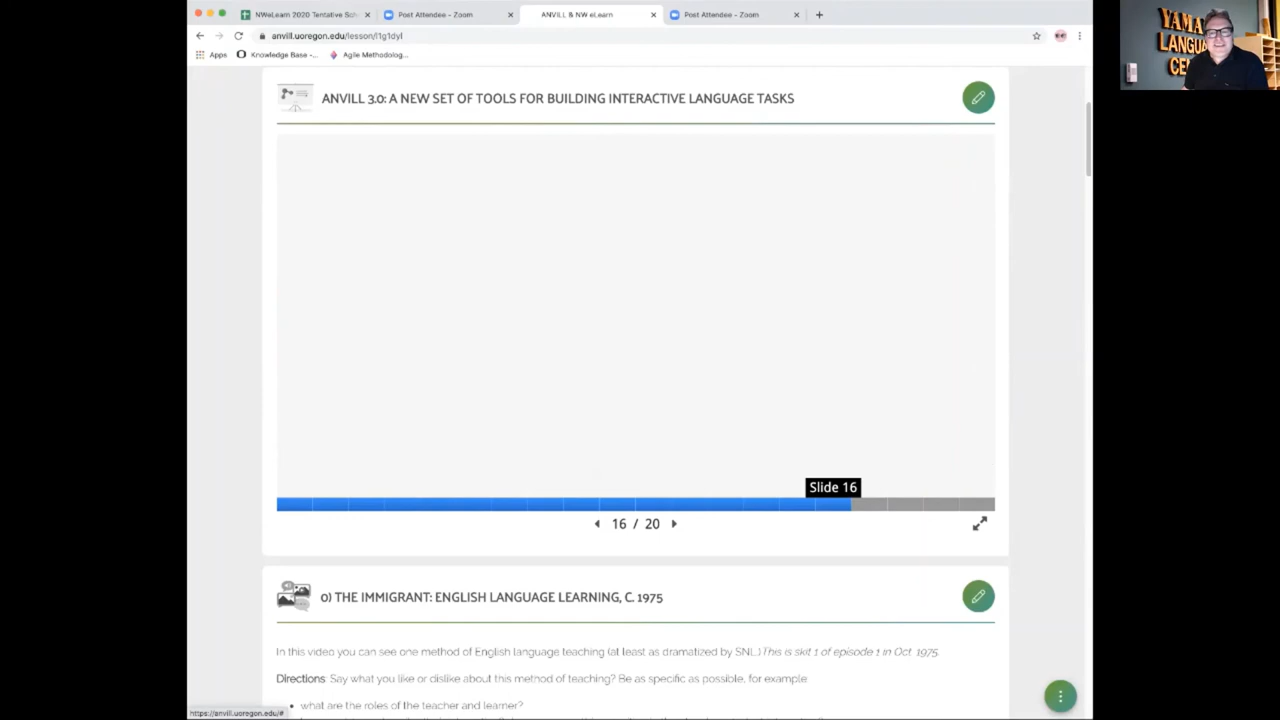 NWeLearn 2020 Tentative Sch
Post Attendee - Zoom
ANVILL & NW eLearn
Post Attendee - Zoom
anvill.uoregon.edu/lesson/l1g1dyl
Apps
Knowledge Base -...
Agile Methodolog...
YAMA
LANGUA
CE
ANVILL 3.0: A NEW SET OF TOOLS FOR BUILDING INTERACTIVE LANGUAGE TASKS
Slide 16
16 / 20
0) THE IMMIGRANT: ENGLISH LANGUAGE LEARNING, C. 1975
In this video you can see one method of English language teaching (at least as dramatized by SNL.) This is skit 1 of episode 1 in Oct 1975.
Directions: Say what you like or dislike about this method of teaching? Be as specific as possible, for example:
• what are the roles of the teacher and learner?
https://anvill.uoregon.edu/#